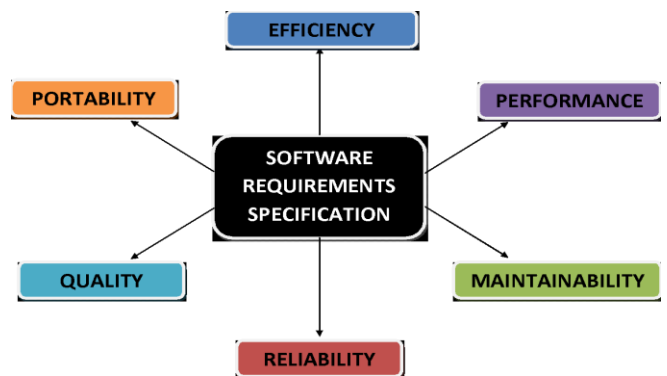 EFFICIENCY
PORTABILITY
PERFORMANCE
SOFTWARE
REQUIREMENTS
SPECIFICATION
QUALITY
MAINTAINABILITY
RELIABILITY